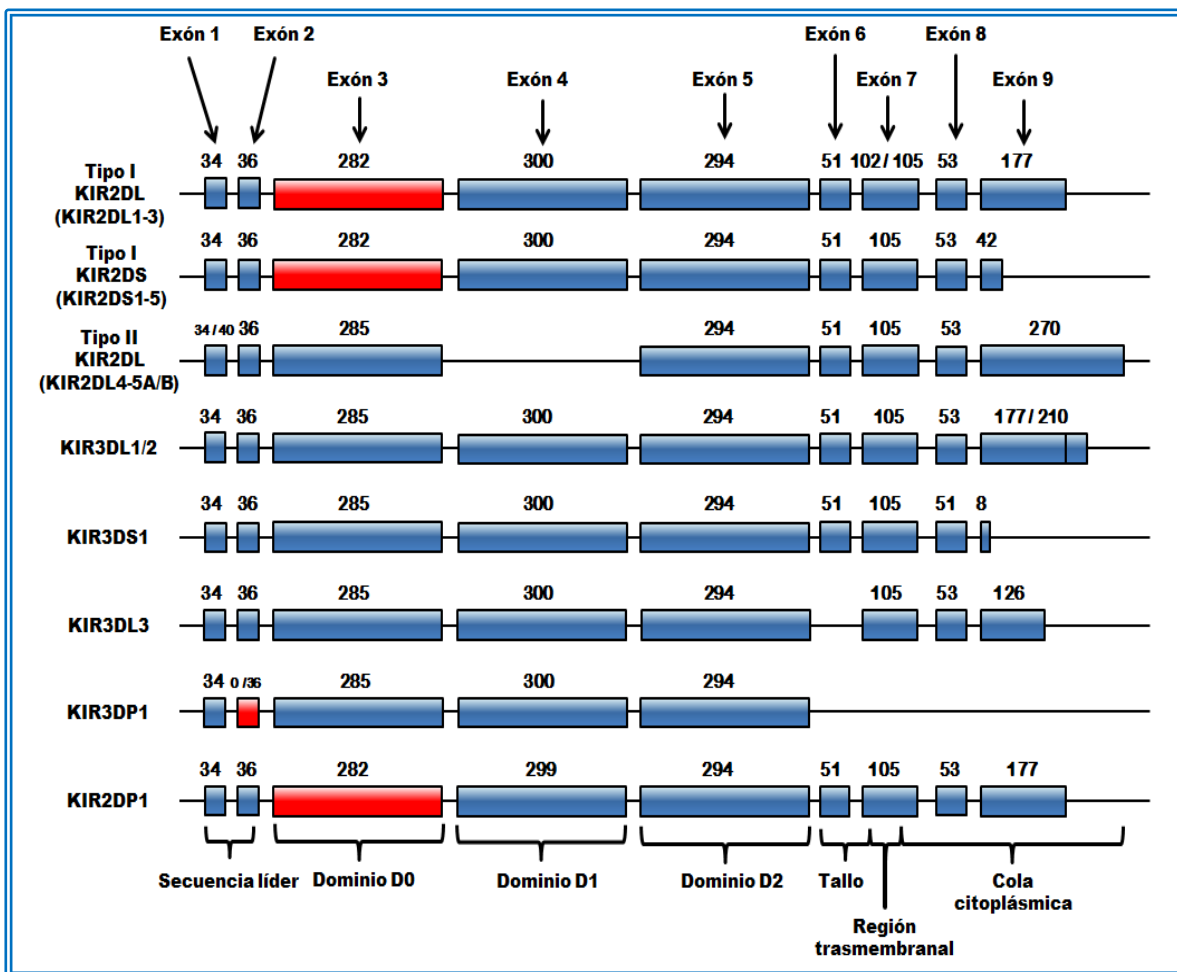 Exón 1
Exón 2
Exón 3
Exón 4
Exón 5
Exón 6
Exón 7
Exón 8
Exón 9
Tipo I
KIR2DL
(KIR2DL1-3)
34 36 282 300 294 51 102 / 105 53 177
Tipo I
KIR2DS
(KIR2DS1-5)
34 36 282 300 294 51 105 53 42
Tipo II
KIR2DL
(KIR2DL4-5A/B)
34 / 40 36 285 294 51 105 53 270
KIR3DL1/2
34 36 285 300 294 51 105 53 177 / 210
KIR3DS1
34 36 285 300 294 51 105 51 8
KIR3DL3
34 36 285 300 294 105 53 126
KIR3DP1
34 0 /36 285 300 294
KIR2DP1
34 36 282 299 294 51 105 53 177
Secuencia líder
Dominio D0
Dominio D1
Dominio D2
Tallo
Región
trasmembranal
Cola
citoplásmica